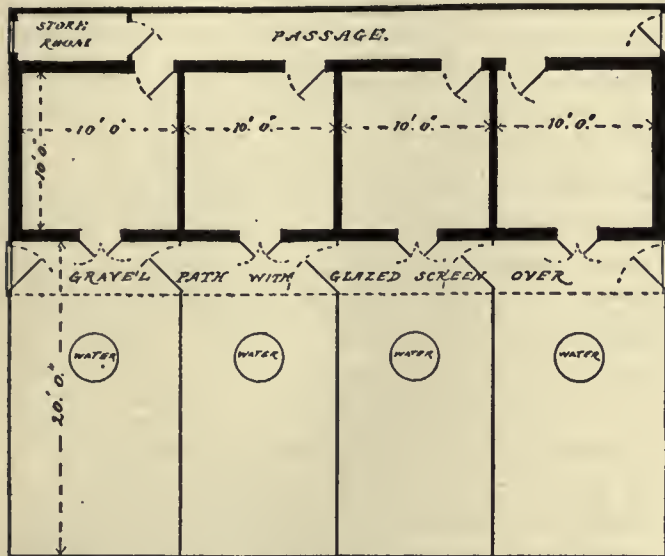 STORE
ROOM
PASSAGE.
10' 0"
10' 0"
10' 0"
10' 0"
10' 0.
GRAVEL PATH WITH GLAZED SCREEN OVER
WATER
WATER
WATER
WATER
20' 0"